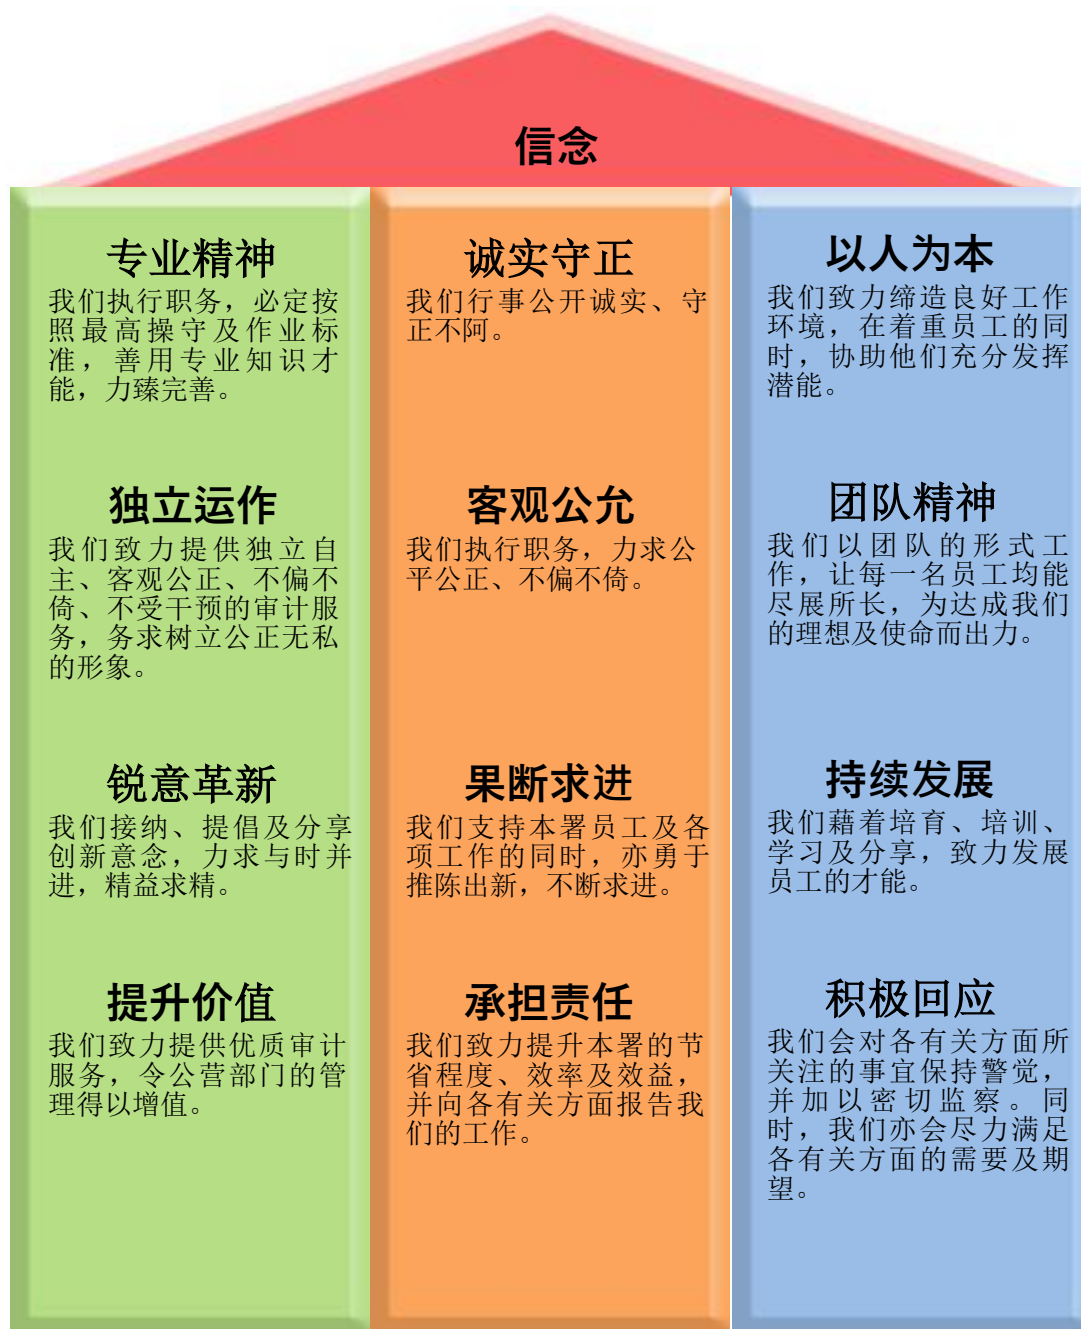 信念
专业精神
我们执行职务，必定按
照最高操守及作业标
准，善用专业知识才
能，力臻完善。
独立运作
我们致力提供独立自
主、客观公正、不偏不
倚、不受干预的审计服
务，务求树立公正无私
的形象。
锐意革新
我们接纳、提倡及分享
创新意念，力求与时并
进，精益求精。
提升价值
我们致力提供优质审计
服务，令公营部门的管
理得以增值。
诚实守正
我们行事公开诚实、守
正不阿。
客观公允
我们执行职务，力求公
平公正、不偏不倚。
果断求进
我们支持本署员工及各
项工作的同时，亦勇于
推陈出新，不断求进。
承担责任
我们致力提升本署的节
省程度、效率及效益，
并向各有关方面报告我
们的工作。
以人为本
我们致力缔造良好工作
环境，在着重员工的同
时，协助他们充分发挥
潜能。
团队精神
我们以团队的形式工
作，让每一名员工均能
尽展所长，为达成我们
的理想及使命而出力。
持续发展
我们藉着培育、培训、
学习及分享，致力发展
员工的才能。
积极回应
我们会对各有关方面所
关注的事宜保持警觉，
并加以密切监察。同
时，我们亦会尽力满足
各有关方面的需要及期
望。